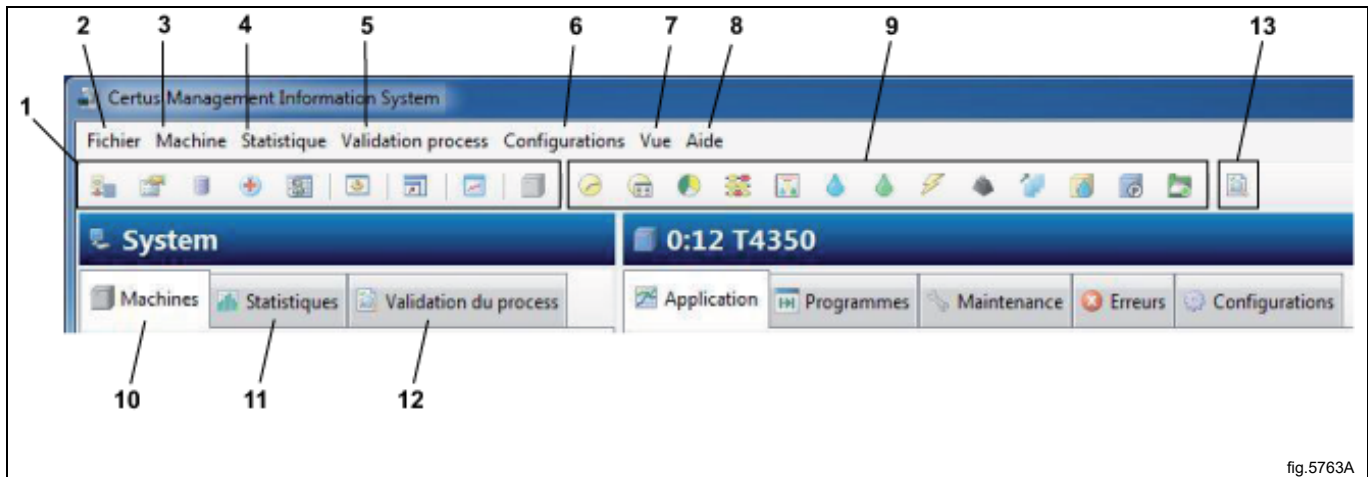 2 3 4 5 6 7 8 9 13
1
Certus Management Information System
Fichier Machine Statistique Validation process Configurations Vue Aide
System
0:12 T4350
Machines Statistiques Validation du process
Application Programmes Maintenance Erreurs Configurations
10 11 12
fig.5763A